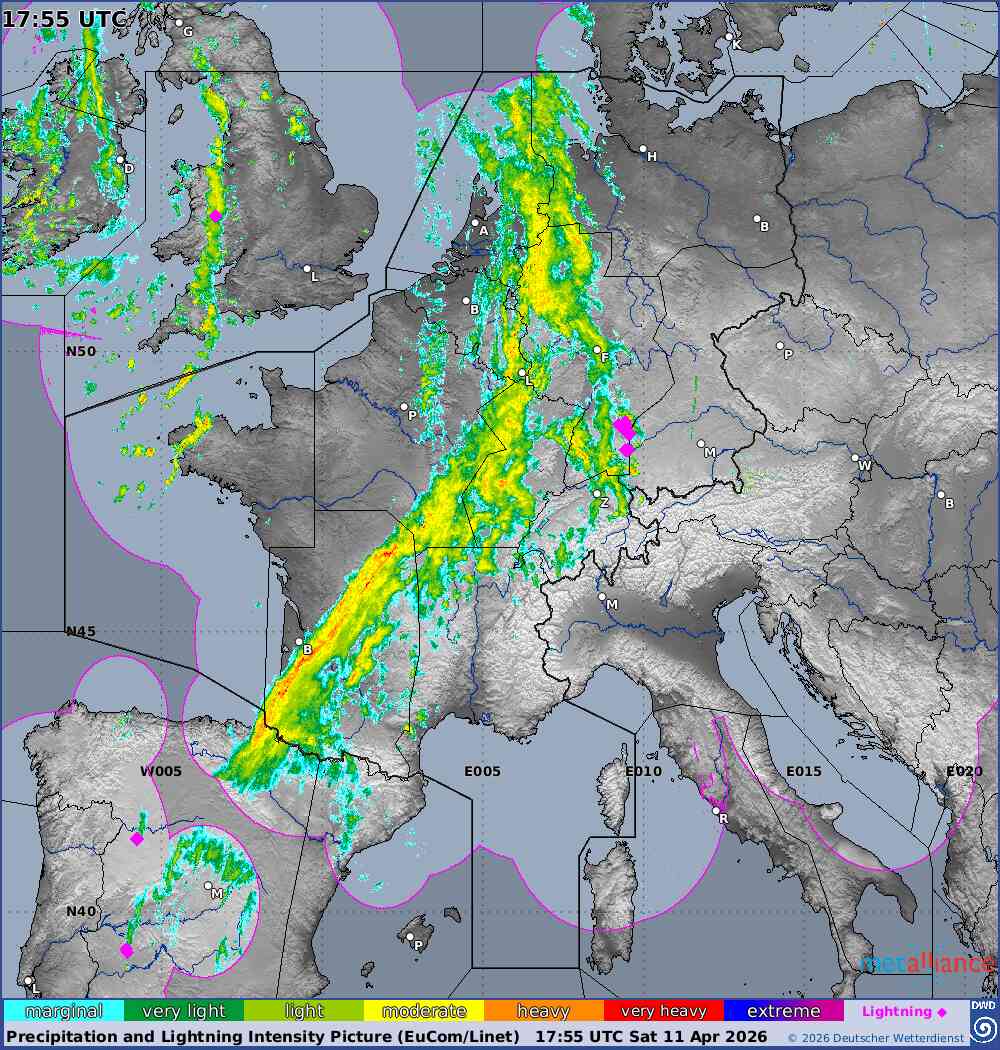 17:55 UTC
G
K
N
D
H
A
B
L
B
N50
F
P
L
P
M
W
Z
B
M
N45
B
W005
E005
E010
E015
E020
R
M
N40
P
L
metalliance
marginal very light light moderate heavy very heavy extreme Lightning DWD
Precipitation and Lightning Intensity Picture (EuCom/Linet) 17:55 UTC Sat 11 Apr 2026 © 2026 Deutscher Wetterdienst